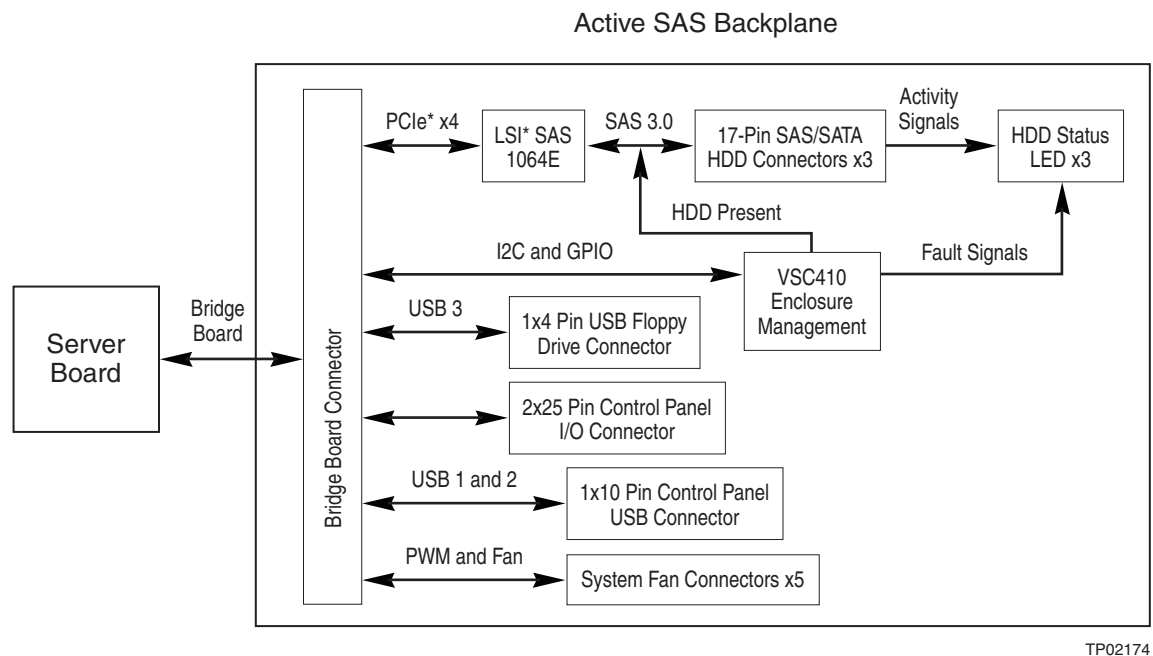 Active SAS Backplane
PCIe* x4
LSI* SAS
1064E
SAS 3.0
17-Pin SAS/SATA
HDD Connectors x3
Activity
Signals
HDD Status
LED x3
HDD Present
I2C and GPIO
VSC410
Enclosure
Management
Fault Signals
Server
Board
Bridge
Board
Bridge Board Connector
USB 3
1x4 Pin USB Floppy
Drive Connector
2x25 Pin Control Panel
I/O Connector
USB 1 and 2
1x10 Pin Control Panel
USB Connector
PWM and Fan
System Fan Connectors x5
TP02174